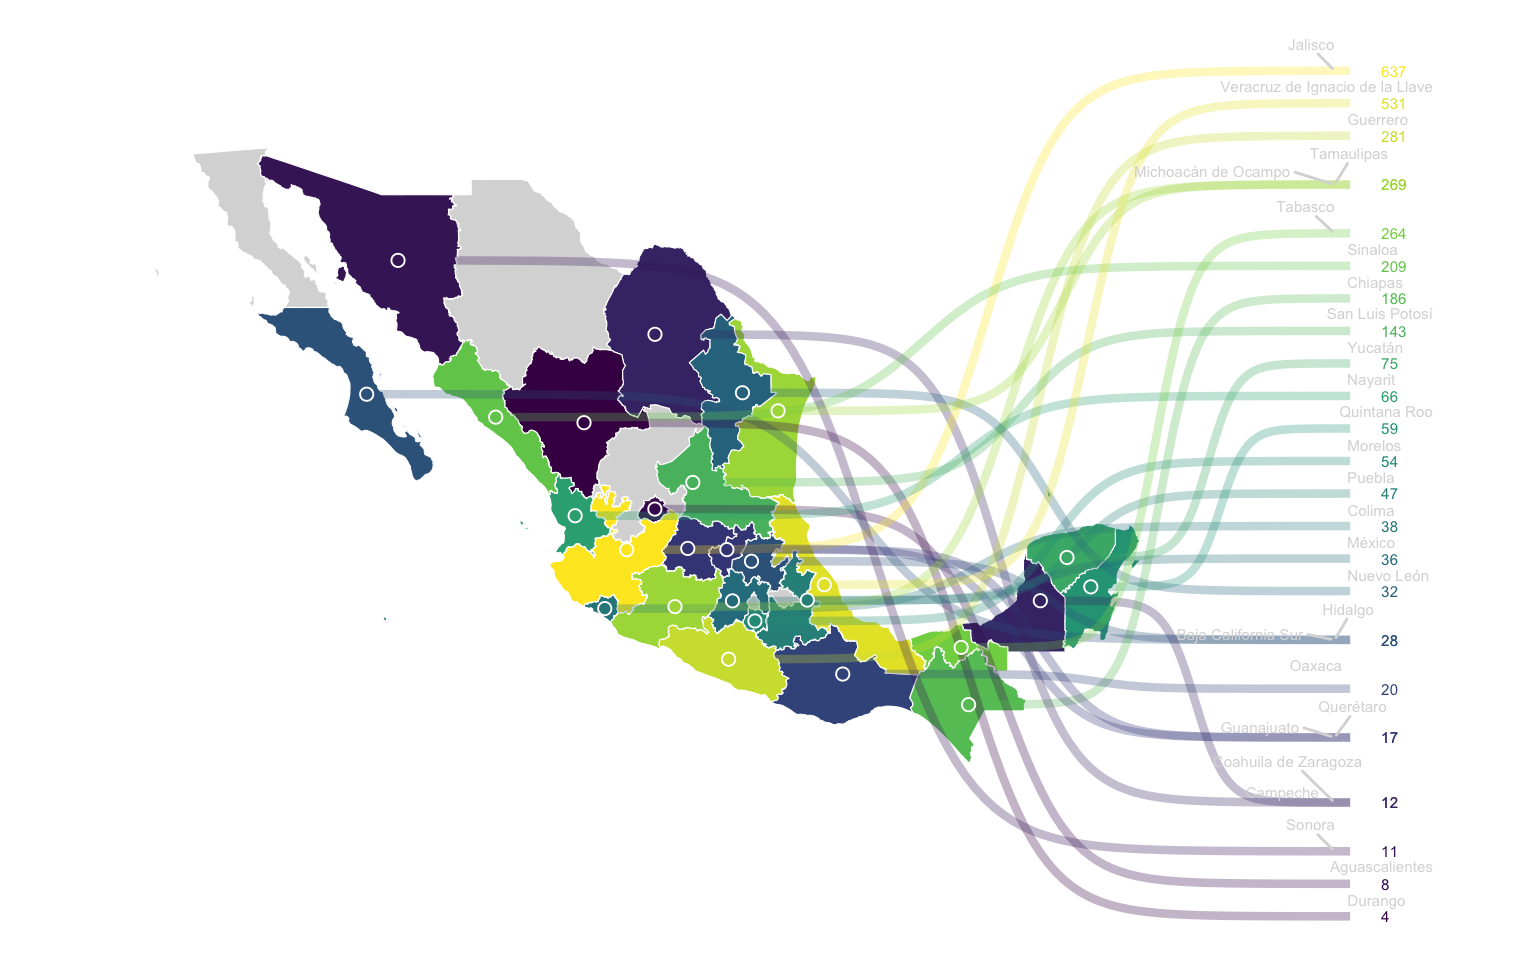 Jalisco
637
Veracruz de Ignacio de la Llave
531
Guerrero
281
Tamaulipas
Michoacán de Ocampo
269
Tabasco
264
Sinaloa
209
Chiapas
186
San Luis Potosí
143
Yucatán
75
Nayarit
66
Quintana Roo
59
Morelos
54
Puebla
47
Colima
38
México
36
Nuevo León
32
Hidalgo
Baja California Sur
28
Oaxaca
20
Querétaro
Guanajuato
17
Coahuila de Zaragoza
Campeche
12
Sonora
11
Aguascalientes
8
Durango
4